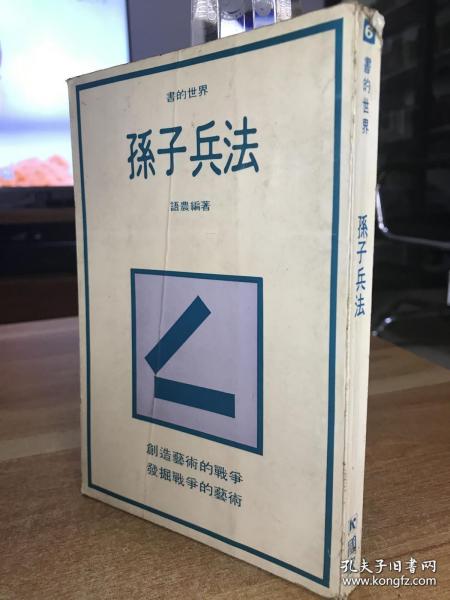 書的世界
孫子兵法
語農編著
創造藝術的戰爭
發掘戰爭的藝術
6
書的世界
孫子兵法
K
孔夫子旧书网
www.kongfz.com